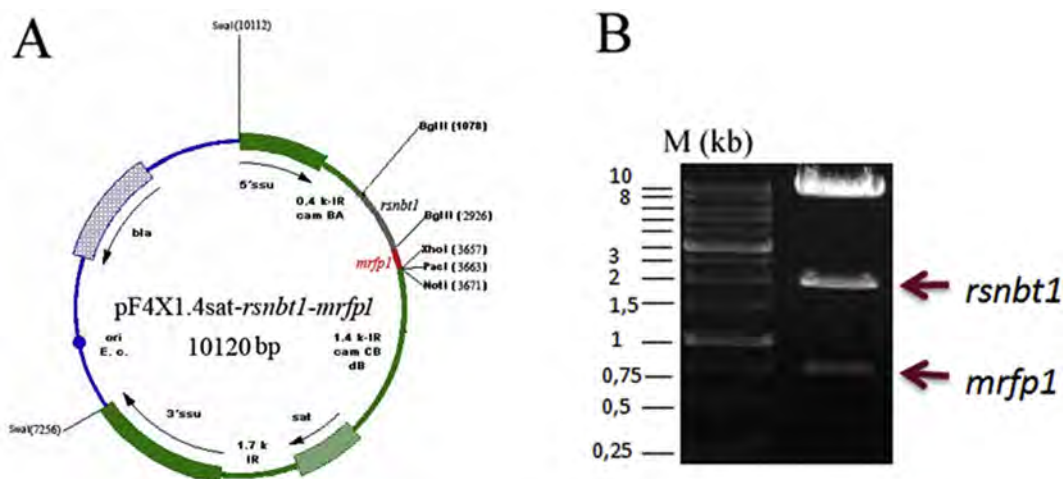 A
SwaI(10112)
BglII (1078)
5'ssu
0.4 k-IR
cam BA
rsnbt1
BglII (2926)
XhoI (3657)
PacI (3663)
NotI (3671)
mrfp1
bla
pF4X1.4sat-rsnbt1-mrfp1
10120 bp
ori
E. c.
1.4 k-IR
cam CB
dB
SwaI(7256)
3'ssu
1.7 k
IR
sat
B
M (kb)
10
8
3
2
1,5
1
0,75
0,5
0,25
rsnbt1
mrfp1